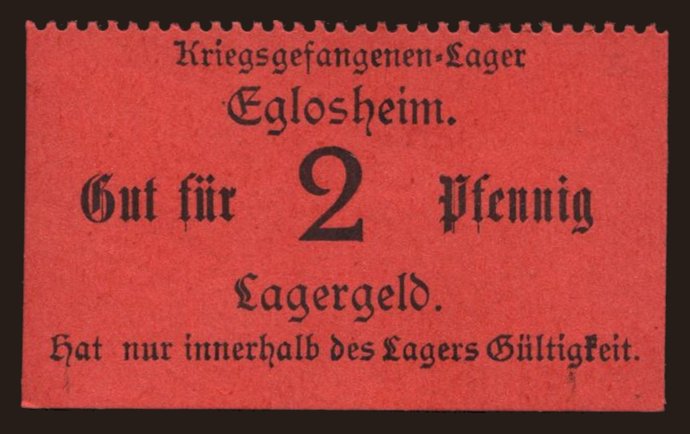 Kriegsgefangenen-Lager
Eglosheim.
Gut für 2 Pfennig
Lagergeld.
Hat nur innerhalb des Lagers Gültigkeit.